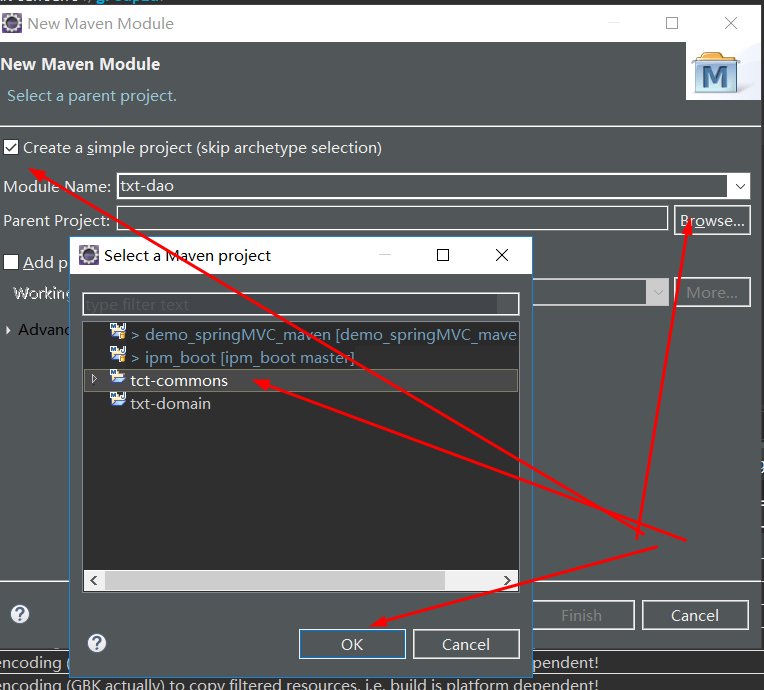 New Maven Module
New Maven Module
Select a parent project.
Create a simple project (skip archetype selection)
Module Name: txt-dao
Parent Project:
Browse...
Select a Maven project
Add p
Working
More...
Advanc
type filter text
> demo_springMVC_maven [demo_springMVC_mave
> ipm_boot [ipm_boot master]
tct-commons
txt-domain
Finish
Cancel
OK
Cancel
encoding (
pendent!
encoding (GBK actually) to copy filtered resources, i.e. build is platform dependent!